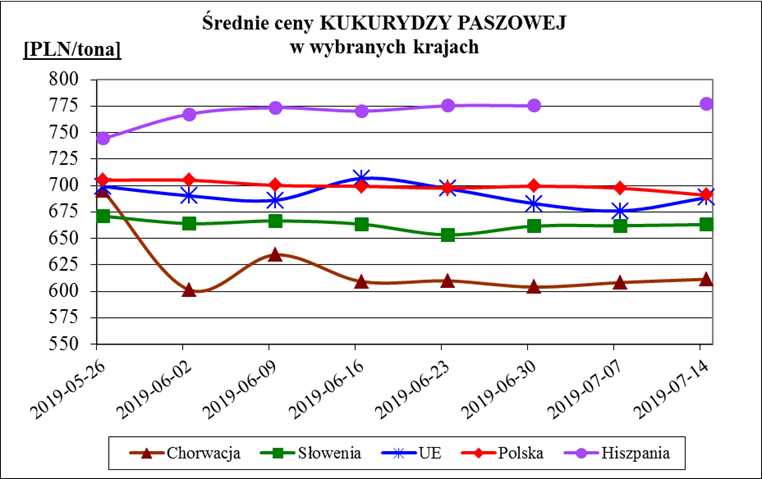 Średnie ceny KUKURYDZY PASZOWEJ
w wybranych krajach
[PLN/tona]
800
775
750
725
700
675
650
625
600
575
550
2019-05-26
2019-06-02
2019-06-09
2019-06-16
2019-06-23
2019-06-30
2019-07-07
2019-07-14
Chorwacja
Słowenia
UE
Polska
Hiszpania